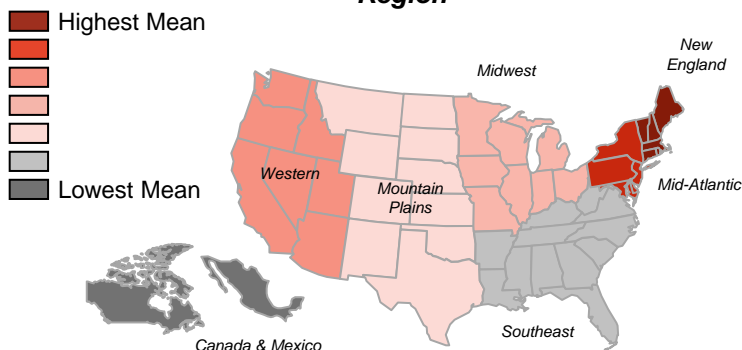 Region
Highest Mean
Lowest Mean
New
England
Midwest
Western
Mountain
Plains
Mid-Atlantic
Southeast
Canada & Mexico